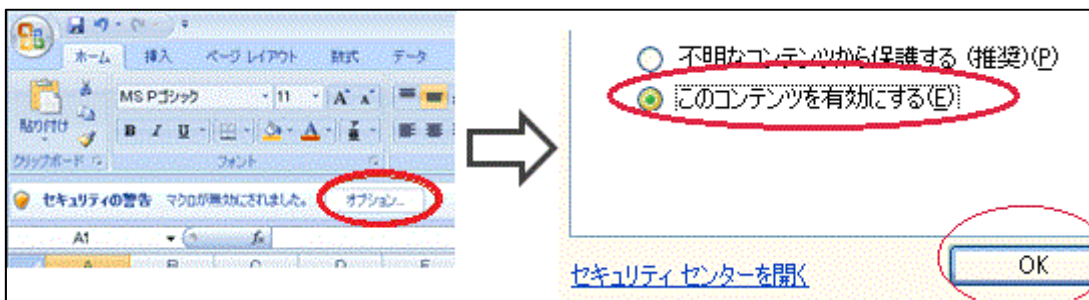 ホーム 挿入 ページ レイアウト 数式 データ
貼り付け
MS Pゴシック 11 A A
B I U A
クリップボード フォント
セキュリティの警告 マクロが無効にされました。 オプション...
A1 fx
A B C D E
不明なコンテンツから保護する (推奨)(P)
このコンテンツを有効にする(E)
セキュリティ センターを開く
OK